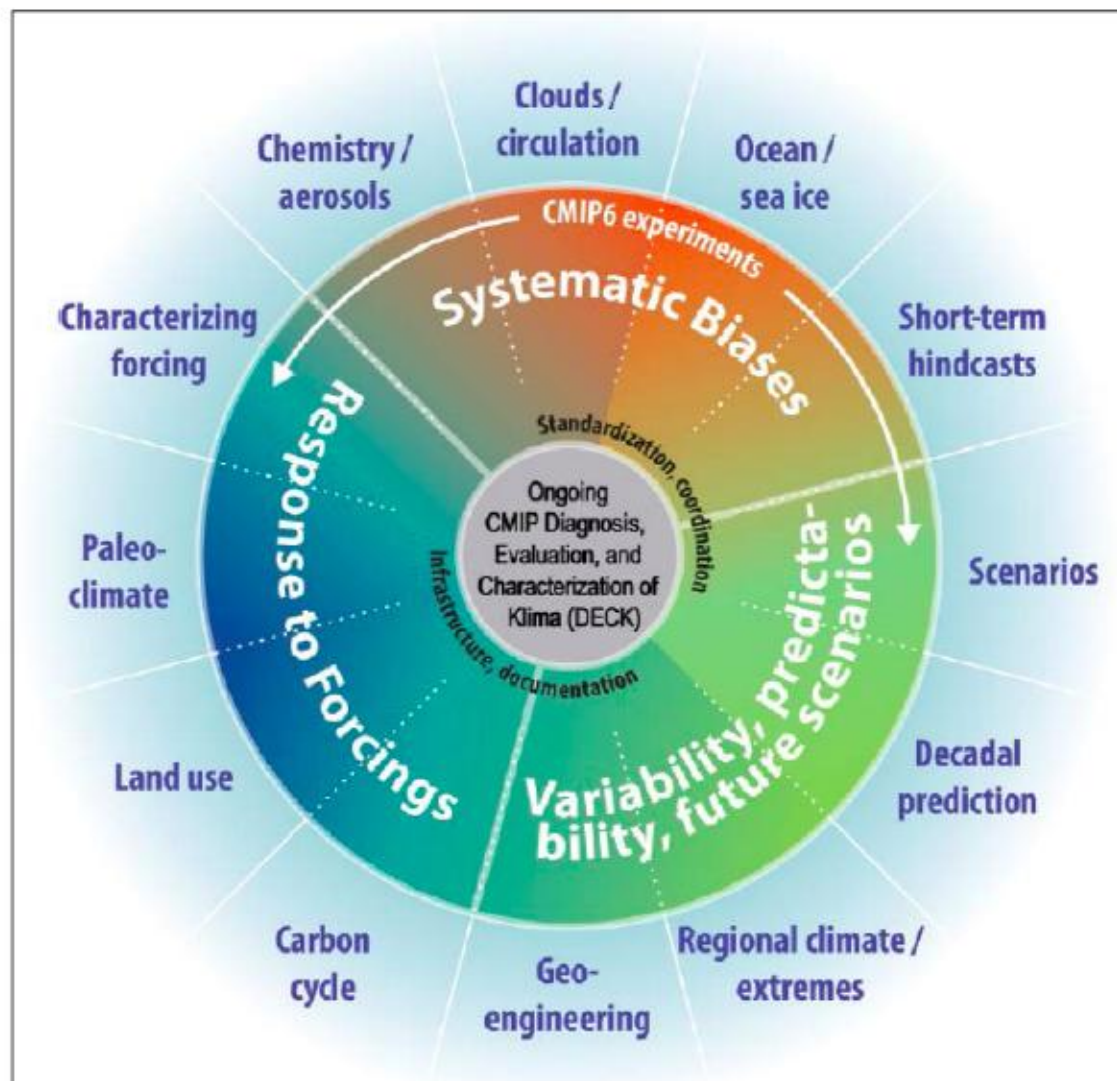 Clouds /
circulation
Chemistry /
aerosols
Ocean /
sea ice
CMIP6 experiments
Systematic Biases
Characterizing
forcing
Short-term
hindcasts
Response to Forcings
Standardization, coordination
Ongoing
CMIP Diagnosis,
Evaluation, and
Characterization of
Klima (DECK)
Infrastructure, documentation
Paleo-
climate
Scenarios
Variability, predicta-
bility, future scenarios
Land use
Decadal
prediction
Carbon
cycle
Geo-
engineering
Regional climate /
extremes